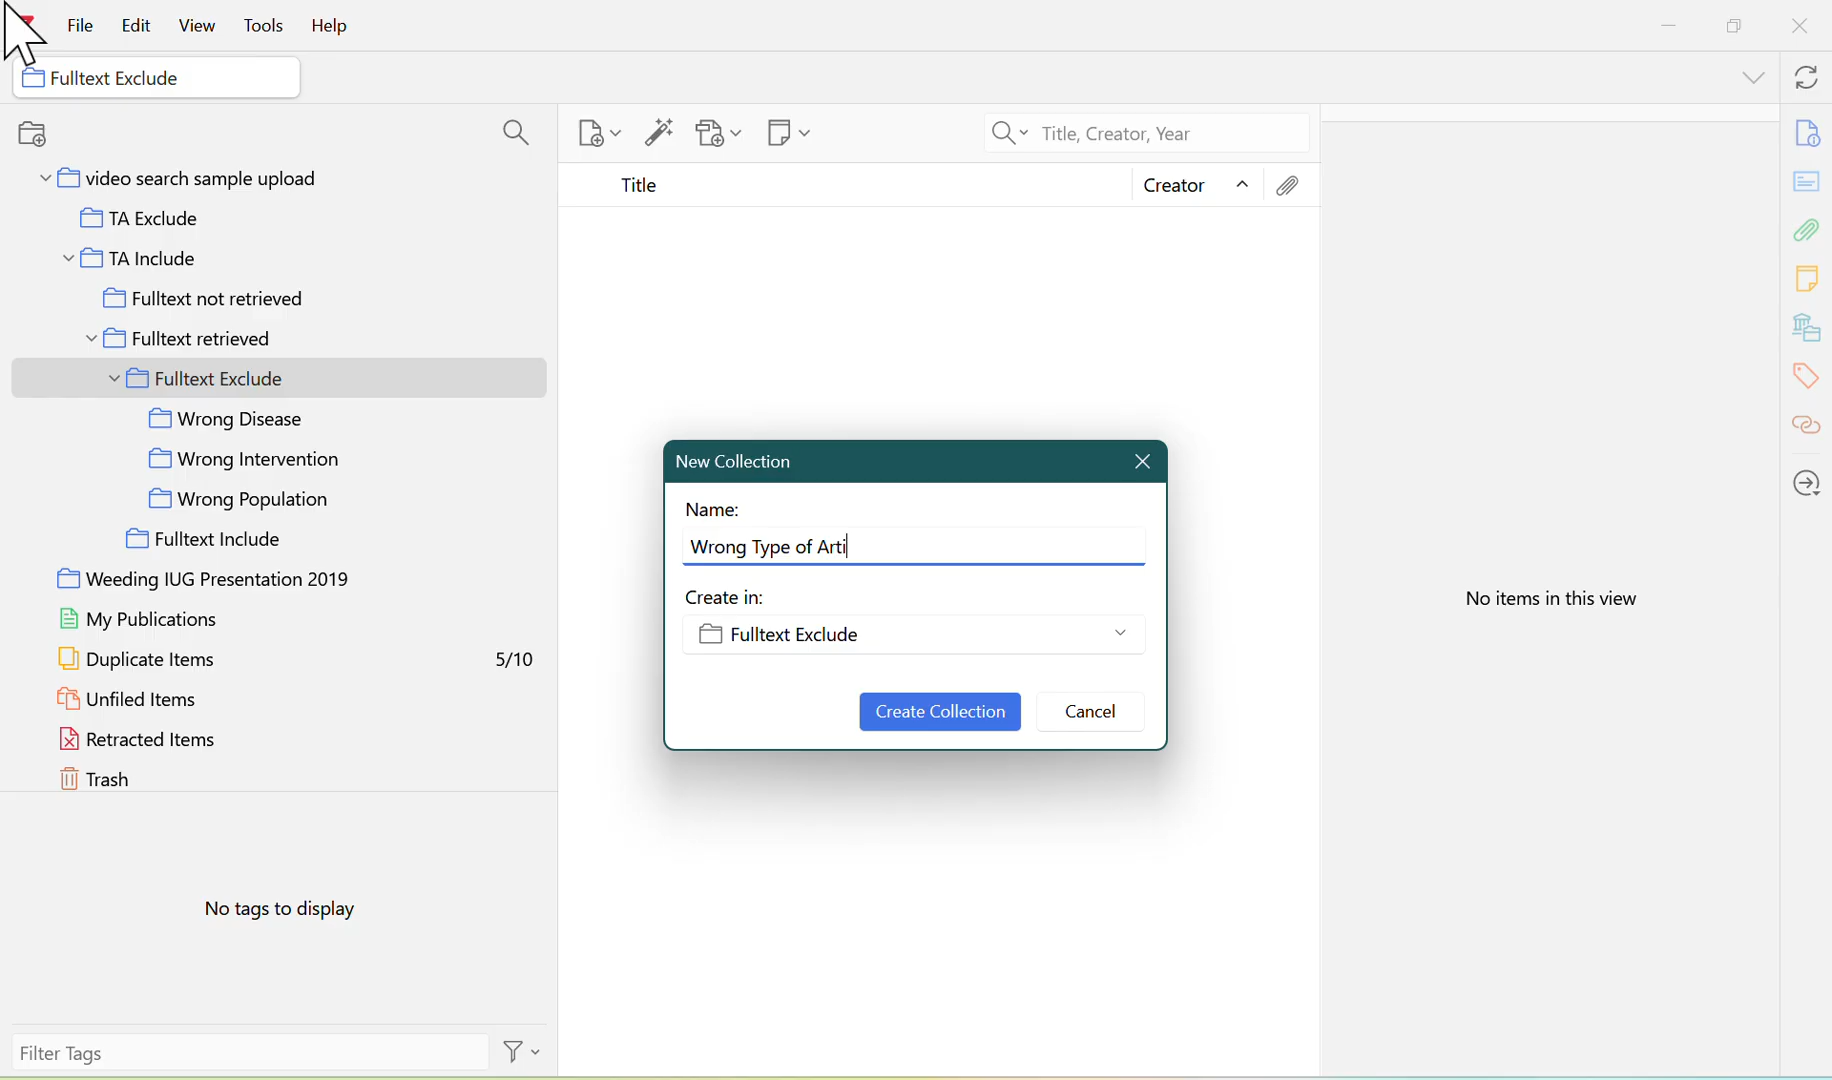 File Edit View Tools Help
Fulltext Exclude
Title, Creator, Year
Title Creator
video search sample upload
TA Exclude
TA Include
Fulltext not retrieved
Fulltext retrieved
Fulltext Exclude
Wrong Disease
Wrong Intervention
Wrong Population
Fulltext Include
Weeding IUG Presentation 2019
My Publications
Duplicate Items 5/10
Unfiled Items
Retracted Items
Trash
No tags to display
Filter Tags
New Collection
Name:
Wrong Type of Arti
Create in:
Fulltext Exclude
Create Collection Cancel
No items in this view